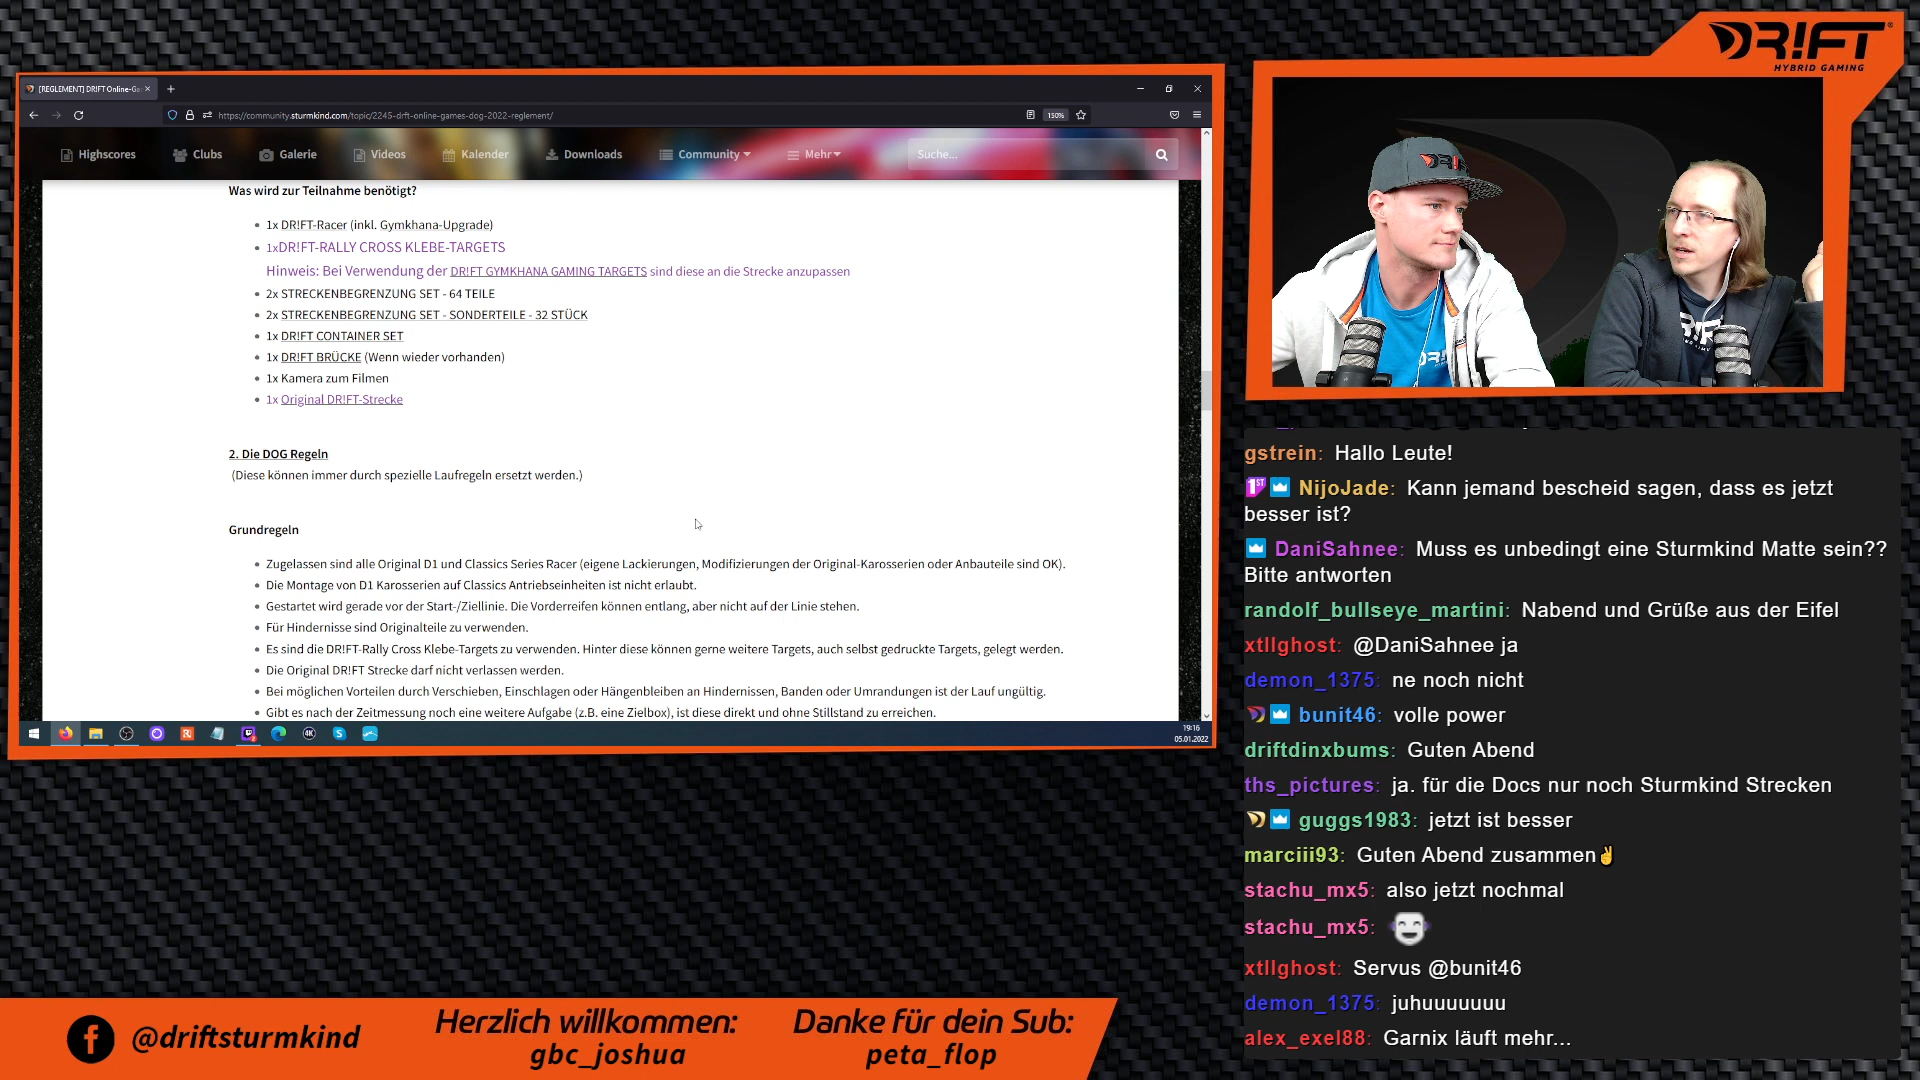 DR!FT
HYBRID GAMING
[REGLEMENT] DR!FT Online-Ga
https://community.sturmkind.com/topic/2245-drft-online-games-dog-2022-reglement/
150%
Highscores
Clubs
Galerie
Videos
Kalender
Downloads
Community
Mehr
Suche...
Was wird zur Teilnahme benötigt?
1x DR!FT-Racer (inkl. Gymkhana-Upgrade)
1xDR!FT-RALLY CROSS KLEBE-TARGETS
Hinweis: Bei Verwendung der DR!FT GYMKHANA GAMING TARGETS sind diese an die Strecke anzupassen
2x STRECKENBEGRENZUNG SET - 64 TEILE
2x STRECKENBEGRENZUNG SET - SONDERTEILE - 32 STÜCK
1x DR!FT CONTAINER SET
1x DR!FT BRÜCKE (Wenn wieder vorhanden)
1x Kamera zum Filmen
1x Original DR!FT-Strecke
2. Die DOG Regeln
(Diese können immer durch spezielle Laufregeln ersetzt werden.)
Grundregeln
Zugelassen sind alle Original D1 und Classics Series Racer (eigene Lackierungen, Modifizierungen der Original-Karosserien oder Anbauteile sind OK).
Die Montage von D1 Karosserien auf Classics Antriebseinheiten ist nicht erlaubt.
Gestartet wird gerade vor der Start-/Ziellinie. Die Vorderreifen können entlang, aber nicht auf der Linie stehen.
Für Hindernisse sind Originalteile zu verwenden.
Es sind die DR!FT-Rally Cross Klebe-Targets zu verwenden. Hinter diese können gerne weitere Targets, auch selbst gedruckte Targets, gelegt werden.
Die Original DR!FT Strecke darf nicht verlassen werden.
Bei möglichen Vorteilen durch Verschieben, Einschlagen oder Hängenbleiben an Hindernissen, Banden oder Umrandungen ist der Lauf ungültig.
Gibt es nach der Zeitmessung noch eine weitere Aufgabe (z.B. eine Zielbox), ist diese direkt und ohne Stillstand zu erreichen.
19:16
05.01.2022
gstrein: Hallo Leute!
1ST NijoJade: Kann jemand bescheid sagen, dass es jetzt
besser ist?
DaniSahnee: Muss es unbedingt eine Sturmkind Matte sein??
Bitte antworten
randolf_bullseye_martini: Nabend und Grüße aus der Eifel
xtllghost: @DaniSahnee ja
demon_1375: ne noch nicht
bunit46: volle power
driftdinxbums: Guten Abend
ths_pictures: ja. für die Docs nur noch Sturmkind Strecken
guggs1983: jetzt ist besser
marciii93: Guten Abend zusammen✌
stachu_mx5: also jetzt nochmal
stachu_mx5:
xtllghost: Servus @bunit46
demon_1375: juhuuuuuuu
alex_exel88: Garnix läuft mehr...
@driftsturmkind
Herzlich willkommen:
gbc_joshua
Danke für dein Sub:
peta_flop